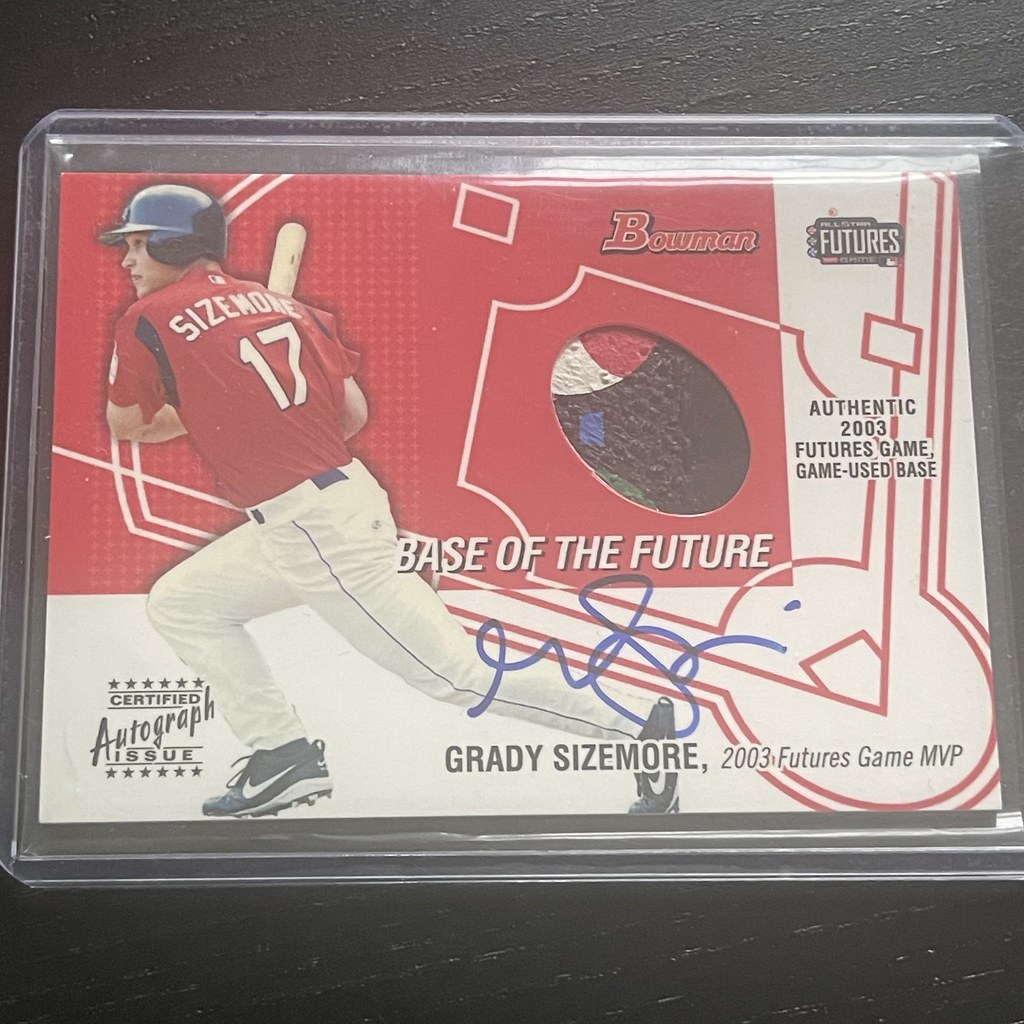 Bowman
ALL STAR
FUTURES
GAME
SIZEMORE
17
AUTHENTIC
2003
FUTURES GAME,
GAME-USED BASE
BASE OF THE FUTURE
CERTIFIED
Autograph
ISSUE
GRADY SIZEMORE, 2003 Futures Game MVP